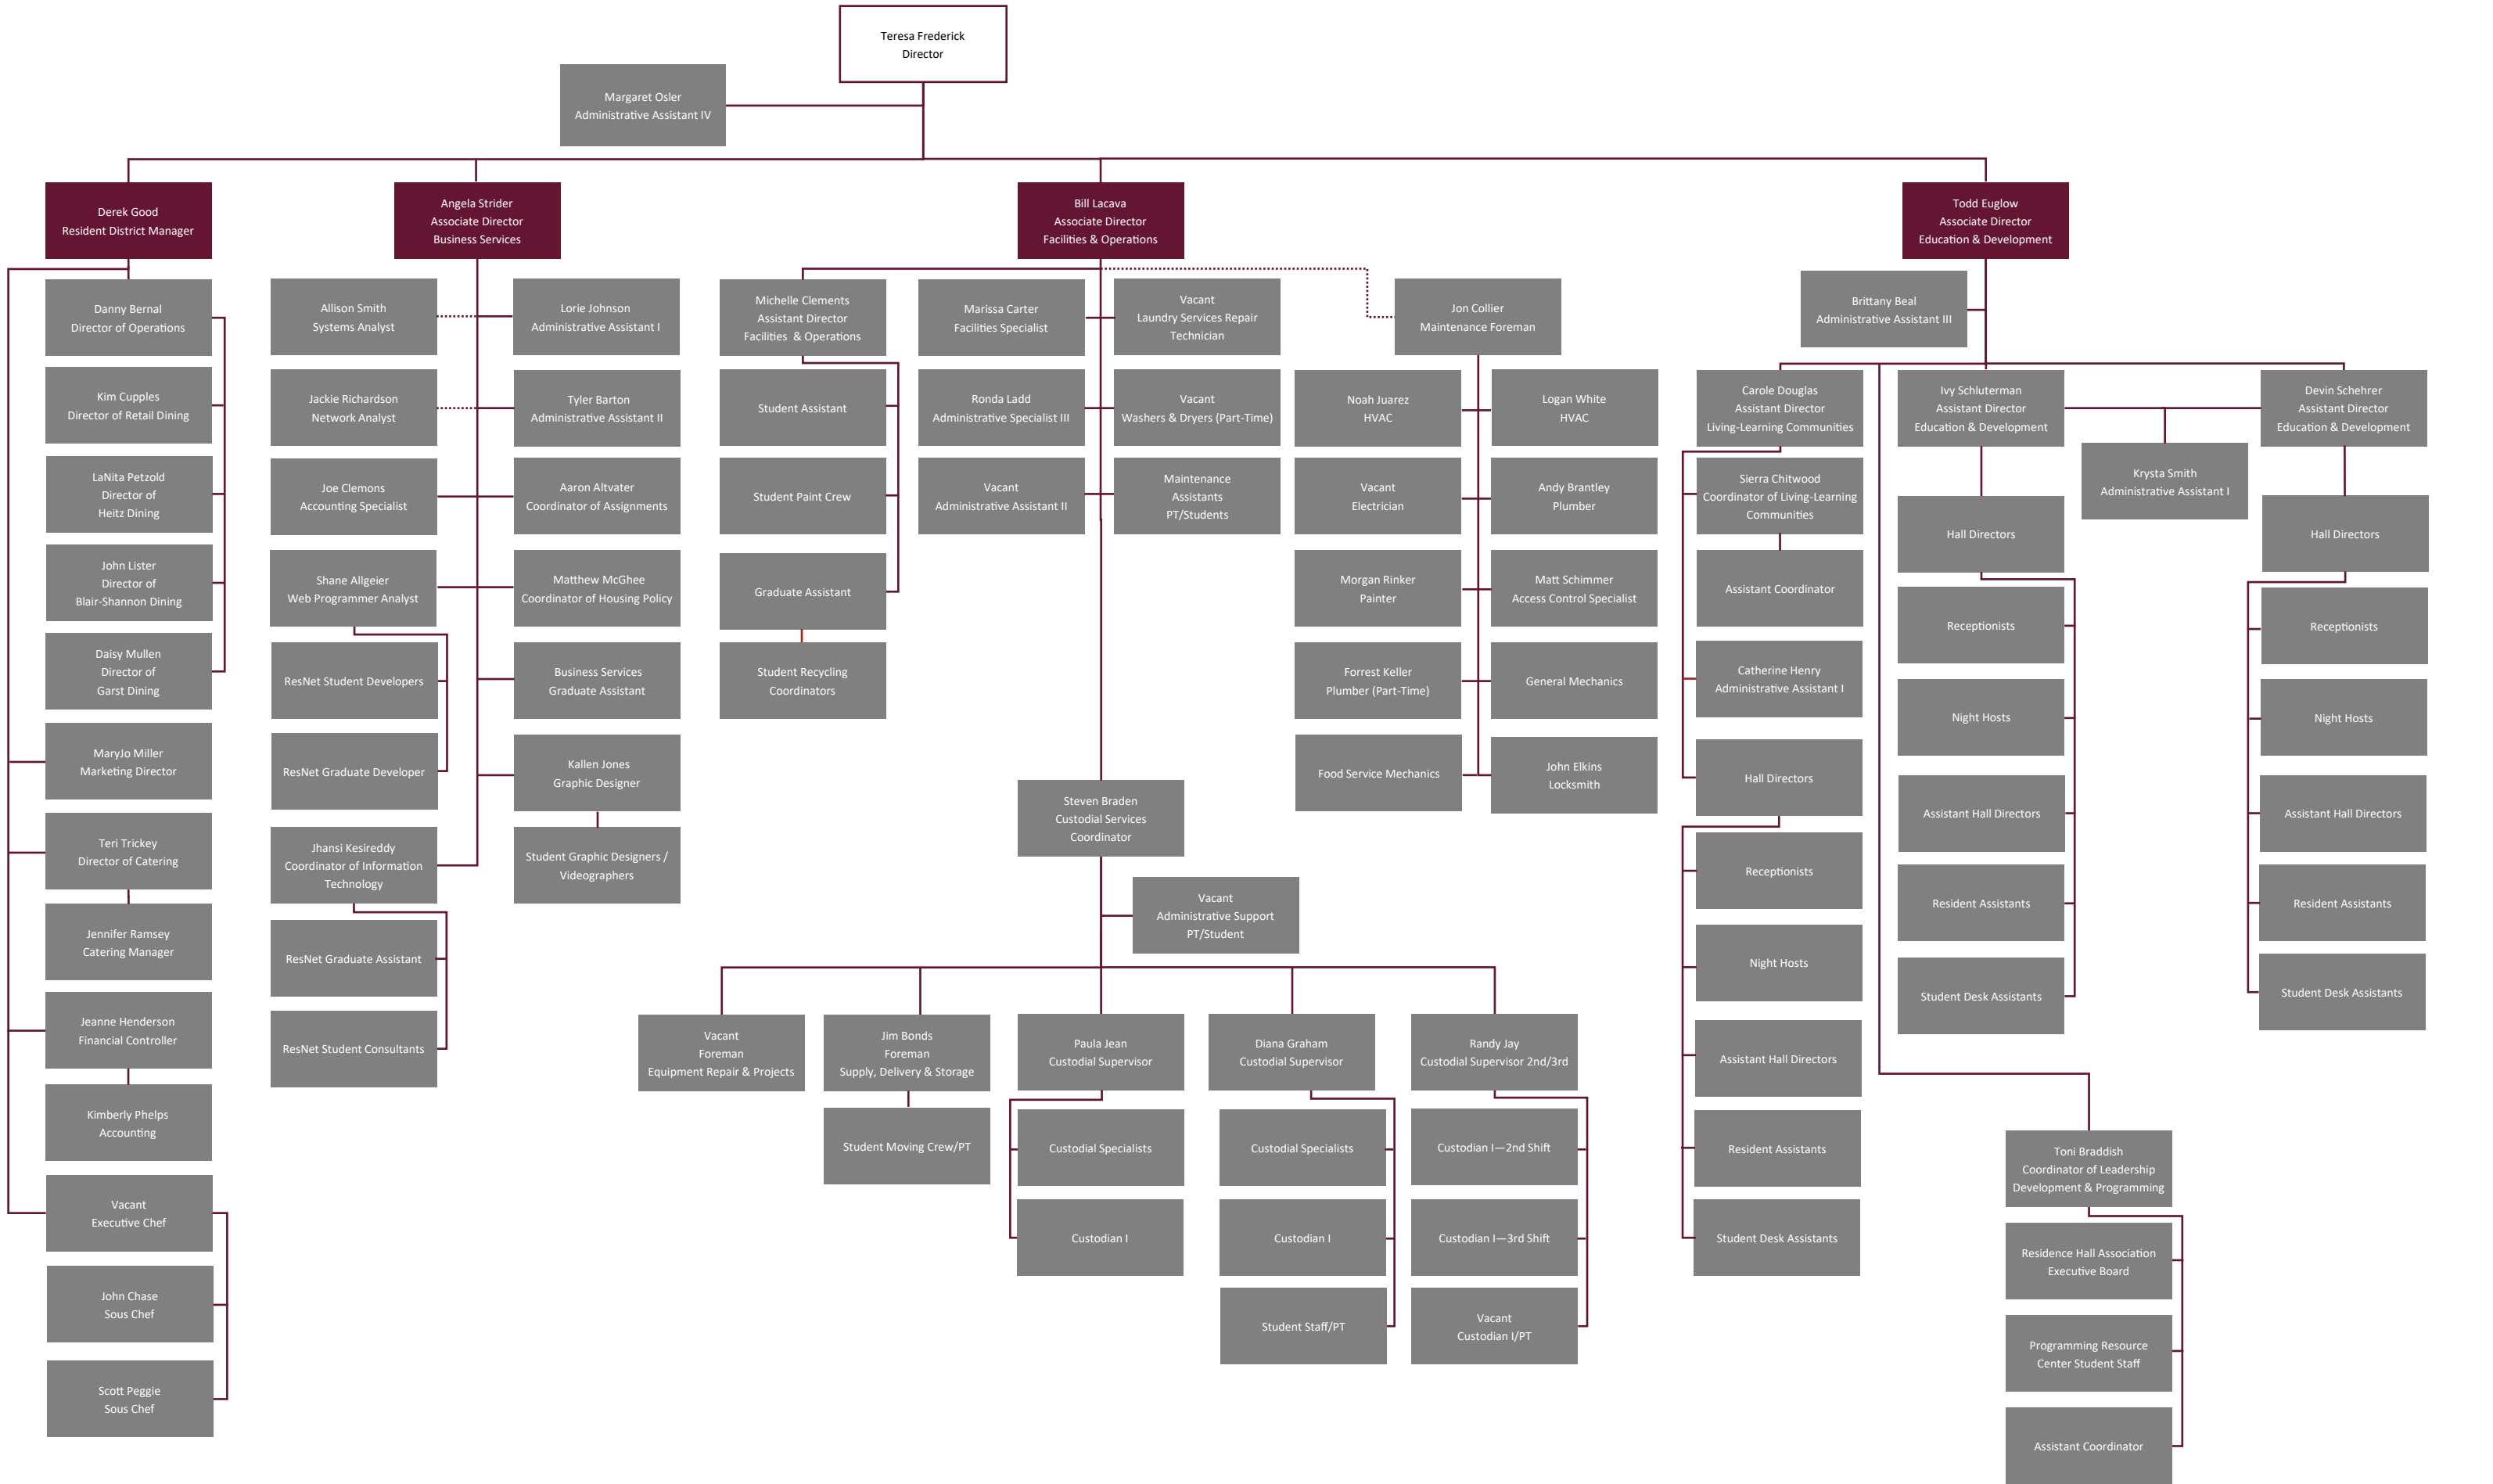 Teresa Frederick
Director
Margaret Osler
Administrative Assistant IV
Derek Good
Resident District Manager
Angela Strider
Associate Director
Business Services
Bill Lacava
Associate Director
Facilities & Operations
Todd Euglow
Associate Director
Education & Development
Danny Bernal
Director of Operations
Kim Cupples
Director of Retail Dining
LaNita Petzold
Director of
Heitz Dining
John Lister
Director of
Blair-Shannon Dining
Daisy Mullen
Director of
Garst Dining
MaryJo Miller
Marketing Director
Teri Trickey
Director of Catering
Jennifer Ramsey
Catering Manager
Jeanne Henderson
Financial Controller
Kimberly Phelps
Accounting
Vacant
Executive Chef
John Chase
Sous Chef
Scott Peggie
Sous Chef
Allison Smith
Systems Analyst
Jackie Richardson
Network Analyst
Joe Clemons
Accounting Specialist
Shane Allgeier
Web Programmer Analyst
ResNet Student Developers
ResNet Graduate Developer
Jhansi Kesireddy
Coordinator of Information
Technology
ResNet Graduate Assistant
ResNet Student Consultants
Lorie Johnson
Administrative Assistant I
Tyler Barton
Administrative Assistant II
Aaron Altvater
Coordinator of Assignments
Matthew McGhee
Coordinator of Housing Policy
Business Services
Graduate Assistant
Kallen Jones
Graphic Designer
Student Graphic Designers /
Videographers
Michelle Clements
Assistant Director
Facilities & Operations
Student Assistant
Student Paint Crew
Graduate Assistant
Student Recycling
Coordinators
Marissa Carter
Facilities Specialist
Ronda Ladd
Administrative Specialist III
Vacant
Administrative Assistant II
Vacant
Laundry Services Repair
Technician
Vacant
Washers & Dryers (Part-Time)
Maintenance
Assistants
PT/Students
Jon Collier
Maintenance Foreman
Noah Juarez
HVAC
Logan White
HVAC
Vacant
Electrician
Andy Brantley
Plumber
Morgan Rinker
Painter
Matt Schimmer
Access Control Specialist
Forrest Keller
Plumber (Part-Time)
General Mechanics
Food Service Mechanics
John Elkins
Locksmith
Steven Braden
Custodial Services
Coordinator
Vacant
Administrative Support
PT/Student
Vacant
Foreman
Equipment Repair & Projects
Jim Bonds
Foreman
Supply, Delivery & Storage
Student Moving Crew/PT
Paula Jean
Custodial Supervisor
Custodial Specialists
Custodian I
Diana Graham
Custodial Supervisor
Custodial Specialists
Custodian I
Student Staff/PT
Randy Jay
Custodial Supervisor 2nd/3rd
Custodian I—2nd Shift
Custodian I—3rd Shift
Vacant
Custodian I/PT
Brittany Beal
Administrative Assistant III
Carole Douglas
Assistant Director
Living-Learning Communities
Sierra Chitwood
Coordinator of Living-Learning
Communities
Assistant Coordinator
Catherine Henry
Administrative Assistant I
Hall Directors
Receptionists
Night Hosts
Assistant Hall Directors
Resident Assistants
Student Desk Assistants
Ivy Schluterman
Assistant Director
Education & Development
Hall Directors
Receptionists
Night Hosts
Assistant Hall Directors
Resident Assistants
Student Desk Assistants
Krysta Smith
Administrative Assistant I
Devin Schehrer
Assistant Director
Education & Development
Hall Directors
Receptionists
Night Hosts
Assistant Hall Directors
Resident Assistants
Student Desk Assistants
Toni Braddish
Coordinator of Leadership
Development & Programming
Residence Hall Association
Executive Board
Programming Resource
Center Student Staff
Assistant Coordinator